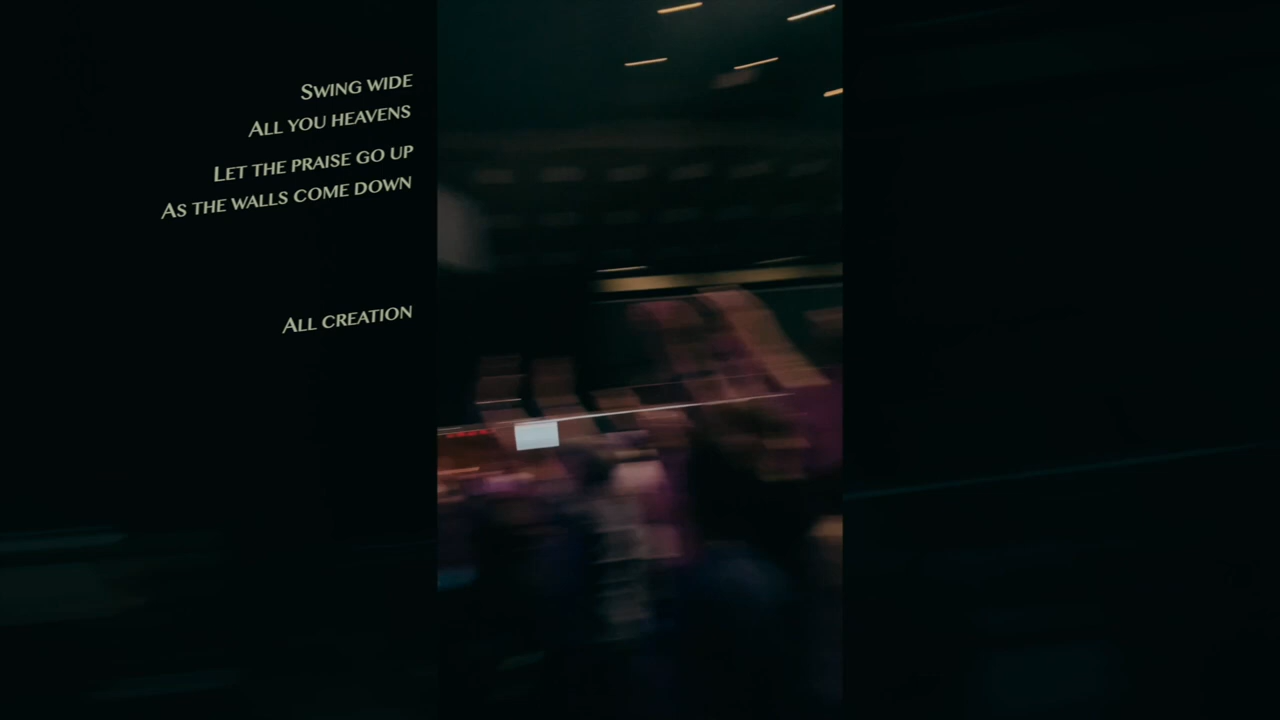 Swing wide
All you heavens
Let the praise go up
As the walls come down
All creation